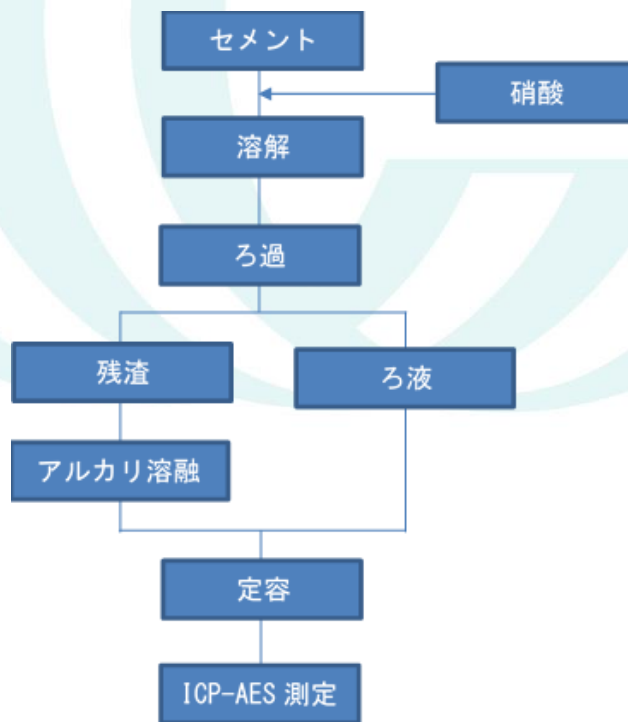 セメント
硝酸
溶解
ろ過
残渣
ろ液
アルカリ溶融
定容
ICP-AES 測定